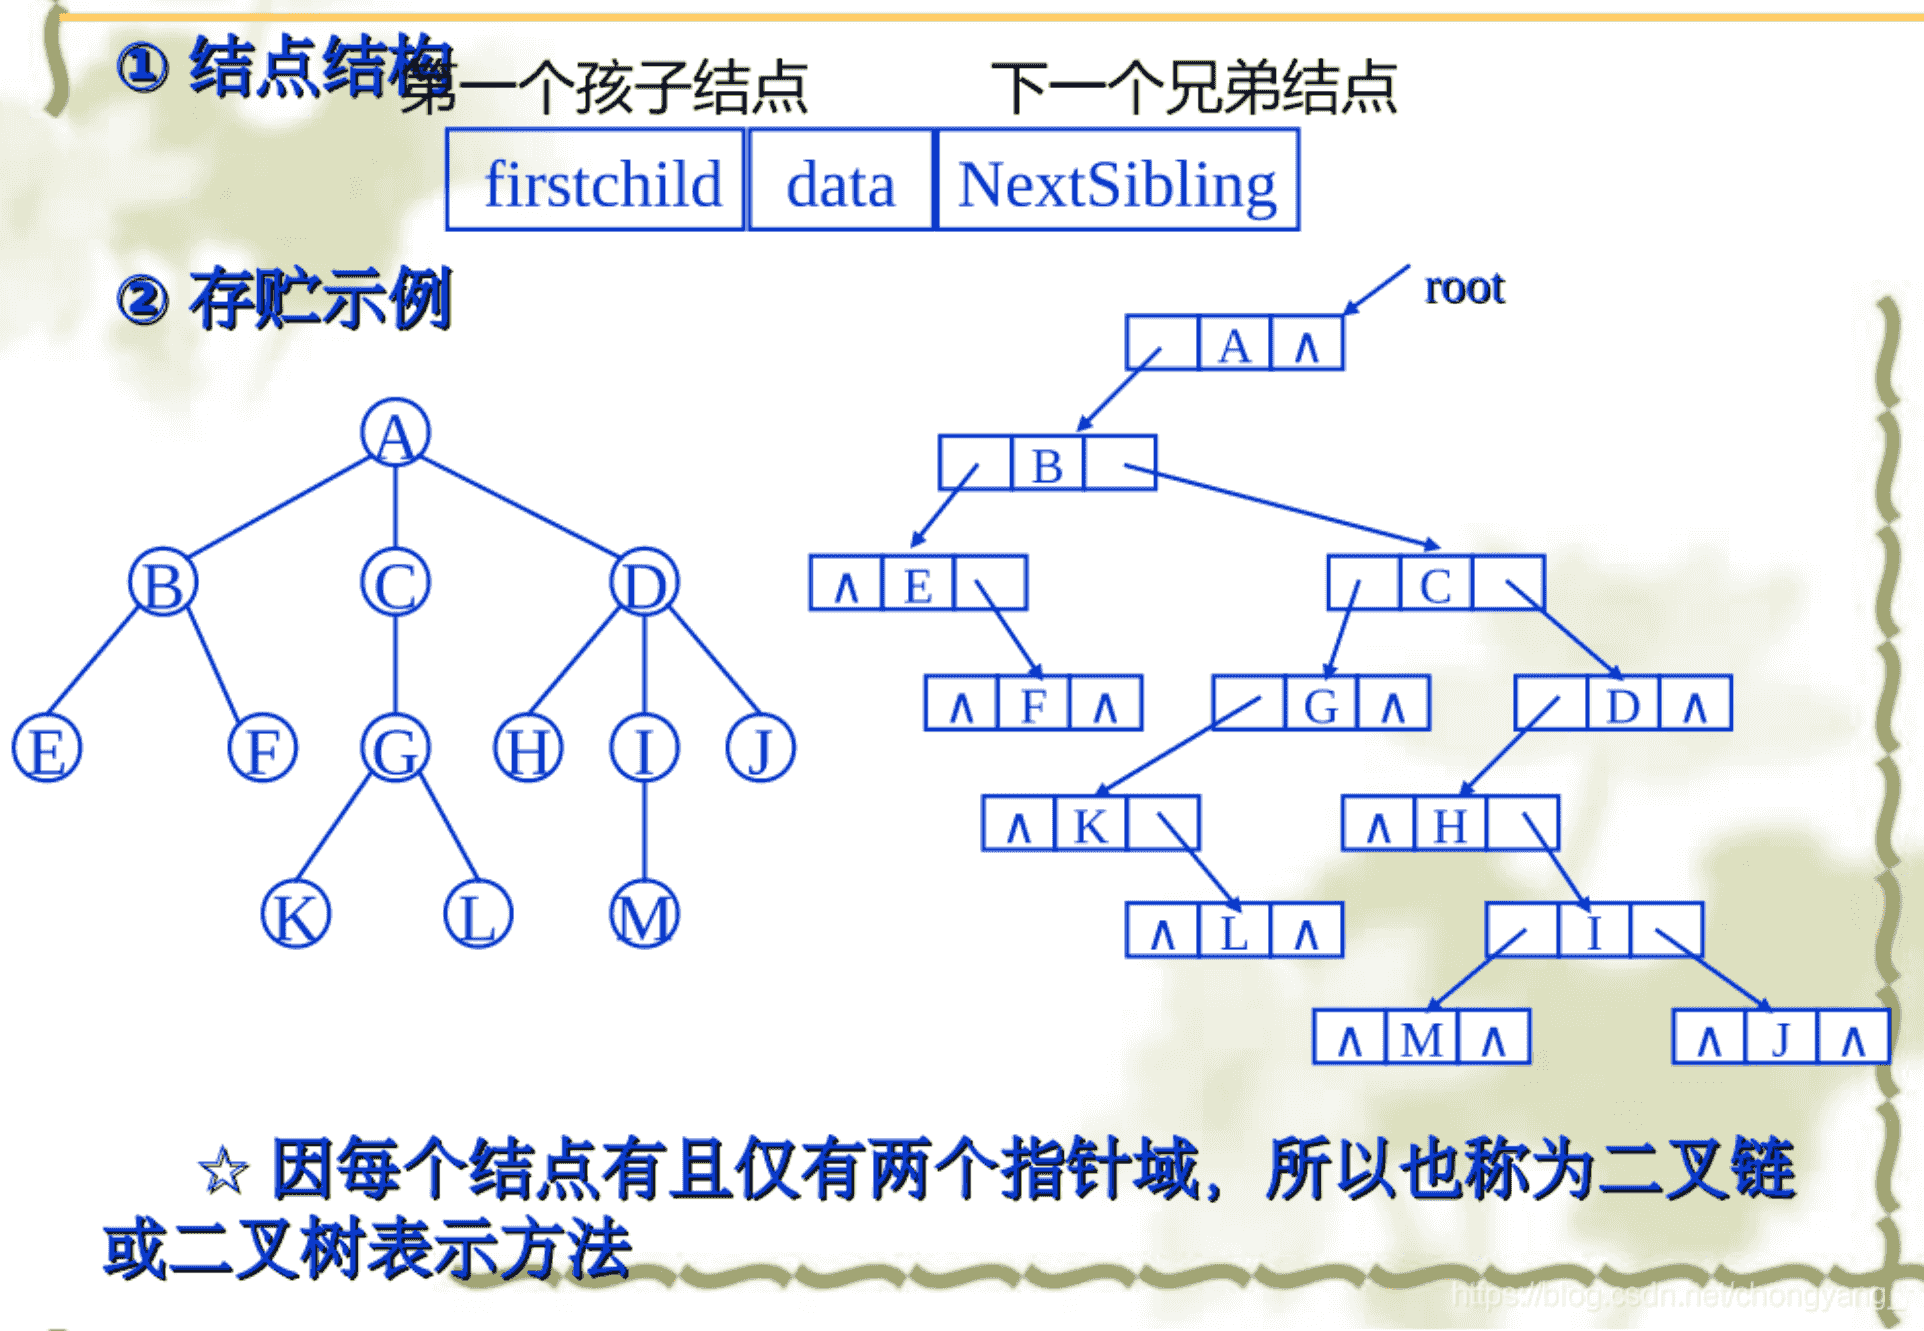 ① 结点结构
第一个孩子结点 下一个兄弟结点
firstchild data NextSibling
② 存贮示例
root
A ∧
B
∧ E
C
∧ F ∧
G ∧
D ∧
∧ K
∧ H
∧ L ∧
I
∧ M ∧
∧ J ∧
A
B C D
E F G H I J
K L M
☆ 因每个结点有且仅有两个指针域，所以也称为二叉链
或二叉树表示方法
https://blog.csdn.net/chongyang_